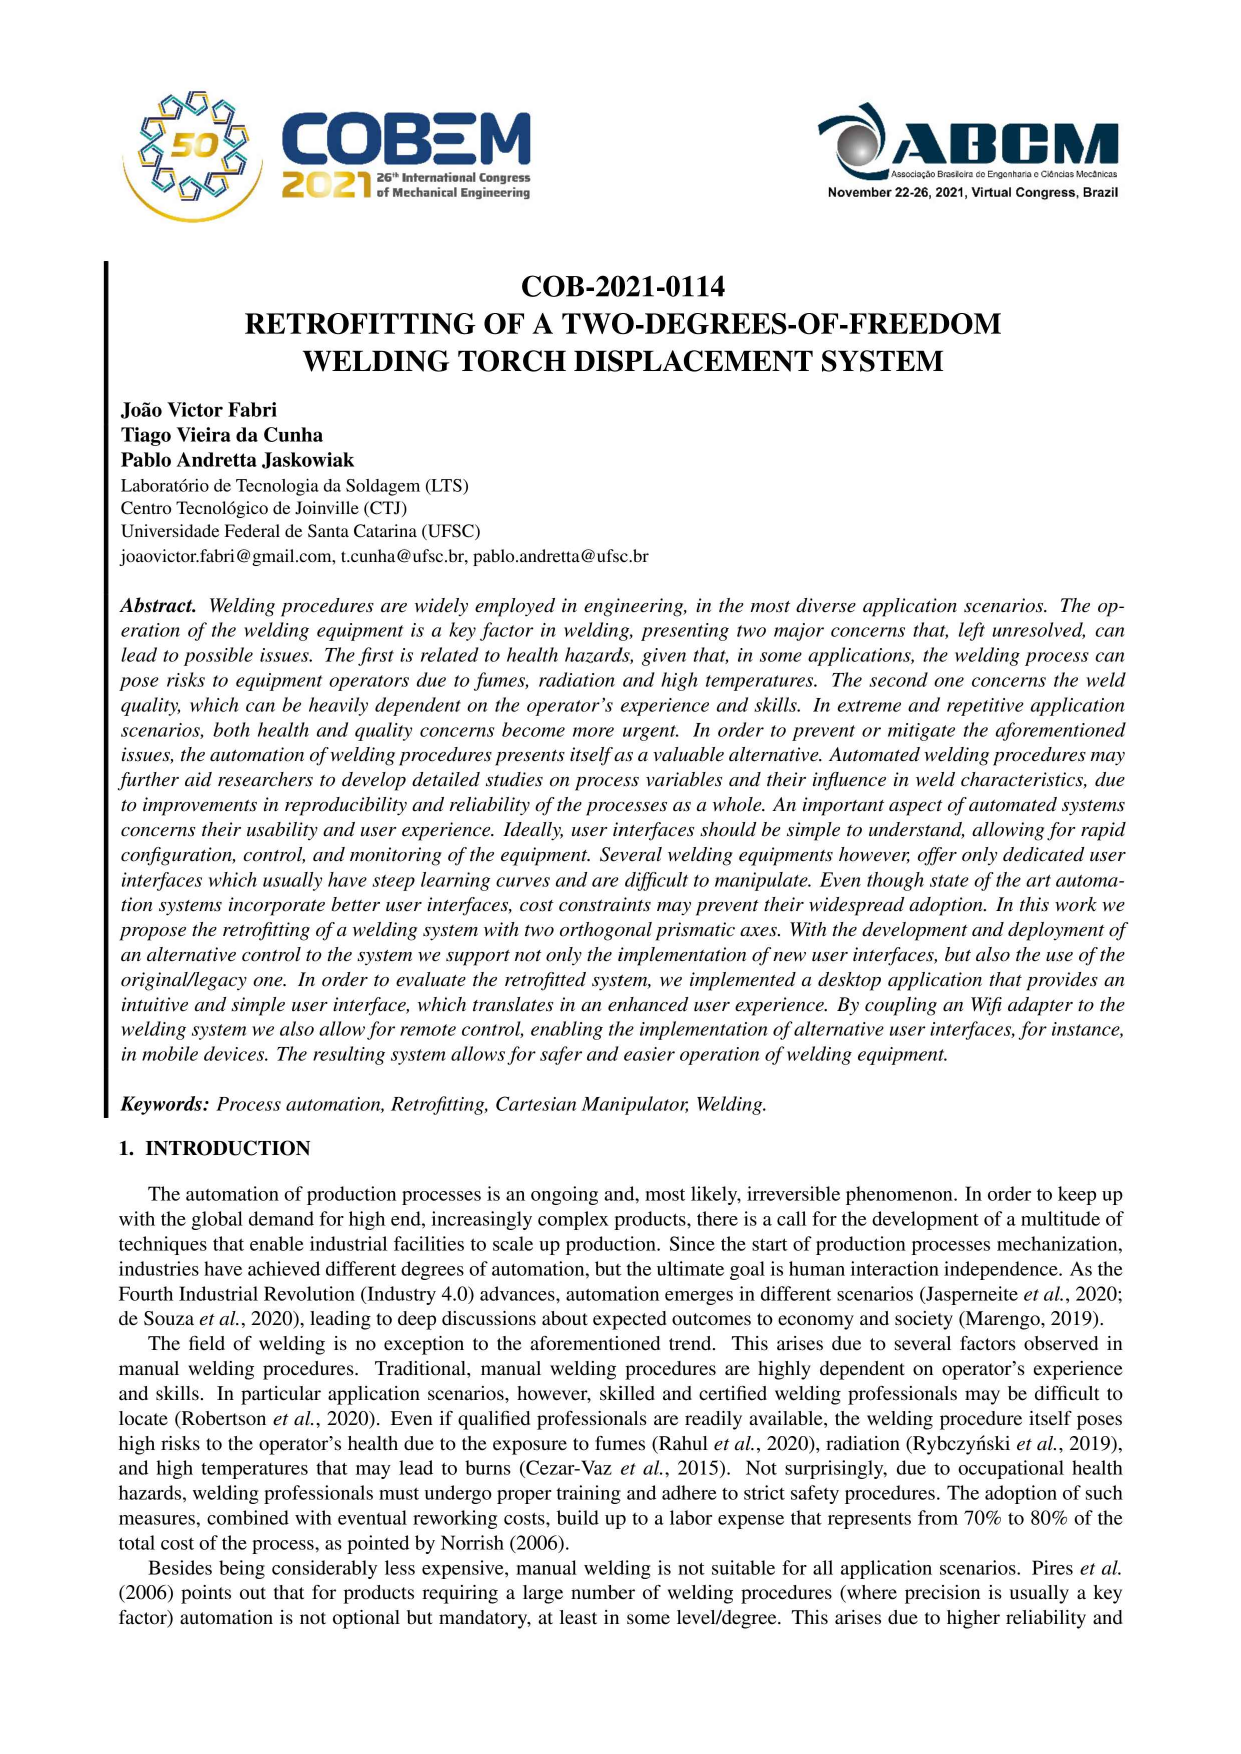 50
COBEM
2021 26th International Congress
of Mechanical Engineering
ABCM
Associação Brasileira de Engenharia e Ciências Mecânicas
November 22-26, 2021, Virtual Congress, Brazil
COB-2021-0114
RETROFITTING OF A TWO-DEGREES-OF-FREEDOM
WELDING TORCH DISPLACEMENT SYSTEM
João Victor Fabri
Tiago Vieira da Cunha
Pablo Andretta Jaskowiak
Laboratório de Tecnologia da Soldagem (LTS)
Centro Tecnológico de Joinville (CTJ)
Universidade Federal de Santa Catarina (UFSC)
joaovictor.fabri@gmail.com, t.cunha@ufsc.br, pablo.andretta@ufsc.br
Abstract. Welding procedures are widely employed in engineering, in the most diverse application scenarios. The op-
eration of the welding equipment is a key factor in welding, presenting two major concerns that, left unresolved, can
lead to possible issues. The first is related to health hazards, given that, in some applications, the welding process can
pose risks to equipment operators due to fumes, radiation and high temperatures. The second one concerns the weld
quality, which can be heavily dependent on the operator's experience and skills. In extreme and repetitive application
scenarios, both health and quality concerns become more urgent. In order to prevent or mitigate the aforementioned
issues, the automation of welding procedures presents itself as a valuable alternative. Automated welding procedures may
further aid researchers to develop detailed studies on process variables and their influence in weld characteristics, due
to improvements in reproducibility and reliability of the processes as a whole. An important aspect of automated systems
concerns their usability and user experience. Ideally, user interfaces should be simple to understand, allowing for rapid
configuration, control, and monitoring of the equipment. Several welding equipments however, offer only dedicated user
interfaces which usually have steep learning curves and are difficult to manipulate. Even though state of the art automa-
tion systems incorporate better user interfaces, cost constraints may prevent their widespread adoption. In this work we
propose the retrofitting of a welding system with two orthogonal prismatic axes. With the development and deployment of
an alternative control to the system we support not only the implementation of new user interfaces, but also the use of the
original/legacy one. In order to evaluate the retrofitted system, we implemented a desktop application that provides an
intuitive and simple user interface, which translates in an enhanced user experience. By coupling an Wifi adapter to the
welding system we also allow for remote control, enabling the implementation of alternative user interfaces, for instance,
in mobile devices. The resulting system allows for safer and easier operation of welding equipment.
Keywords: Process automation, Retrofitting, Cartesian Manipulator, Welding.
1. INTRODUCTION
The automation of production processes is an ongoing and, most likely, irreversible phenomenon. In order to keep up
with the global demand for high end, increasingly complex products, there is a call for the development of a multitude of
techniques that enable industrial facilities to scale up production. Since the start of production processes mechanization,
industries have achieved different degrees of automation, but the ultimate goal is human interaction independence. As the
Fourth Industrial Revolution (Industry 4.0) advances, automation emerges in different scenarios (Jasperneite et al., 2020;
de Souza et al., 2020), leading to deep discussions about expected outcomes to economy and society (Marengo, 2019).
The field of welding is no exception to the aforementioned trend. This arises due to several factors observed in
manual welding procedures. Traditional, manual welding procedures are highly dependent on operator's experience
and skills. In particular application scenarios, however, skilled and certified welding professionals may be difficult to
locate (Robertson et al., 2020). Even if qualified professionals are readily available, the welding procedure itself poses
high risks to the operator's health due to the exposure to fumes (Rahul et al., 2020), radiation (Rybczyński et al., 2019),
and high temperatures that may lead to burns (Cezar-Vaz et al., 2015). Not surprisingly, due to occupational health
hazards, welding professionals must undergo proper training and adhere to strict safety procedures. The adoption of such
measures, combined with eventual reworking costs, build up to a labor expense that represents from 70% to 80% of the
total cost of the process, as pointed by Norrish (2006).
Besides being considerably less expensive, manual welding is not suitable for all application scenarios. Pires et al.
(2006) points out that for products requiring a large number of welding procedures (where precision is usually a key
factor) automation is not optional but mandatory, at least in some level/degree. This arises due to higher reliability and